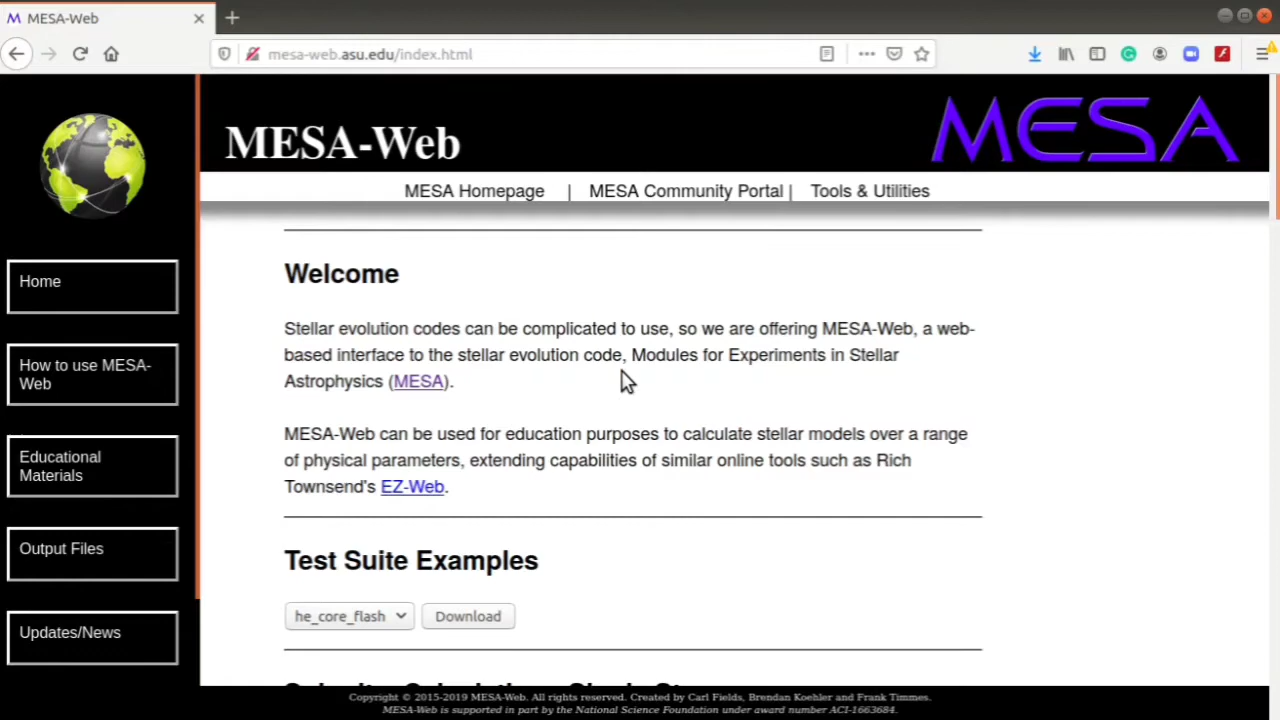 MESA-Web
mesa-web.asu.edu/index.html
MESA-Web
MESA
MESA Homepage | MESA Community Portal | Tools & Utilities
Home
How to use MESA-
Web
Educational
Materials
Output Files
Updates/News
Welcome
Stellar evolution codes can be complicated to use, so we are offering MESA-Web, a web-
based interface to the stellar evolution code, Modules for Experiments in Stellar
Astrophysics (MESA).
MESA-Web can be used for education purposes to calculate stellar models over a range
of physical parameters, extending capabilities of similar online tools such as Rich
Townsend's EZ-Web.
Test Suite Examples
he_core_flash Download
Copyright © 2015-2019 MESA-Web. All rights reserved. Created by Carl Fields, Brendan Koehler and Frank Timmes.
MESA-Web is supported in part by the National Science Foundation under award number ACI-1663684.